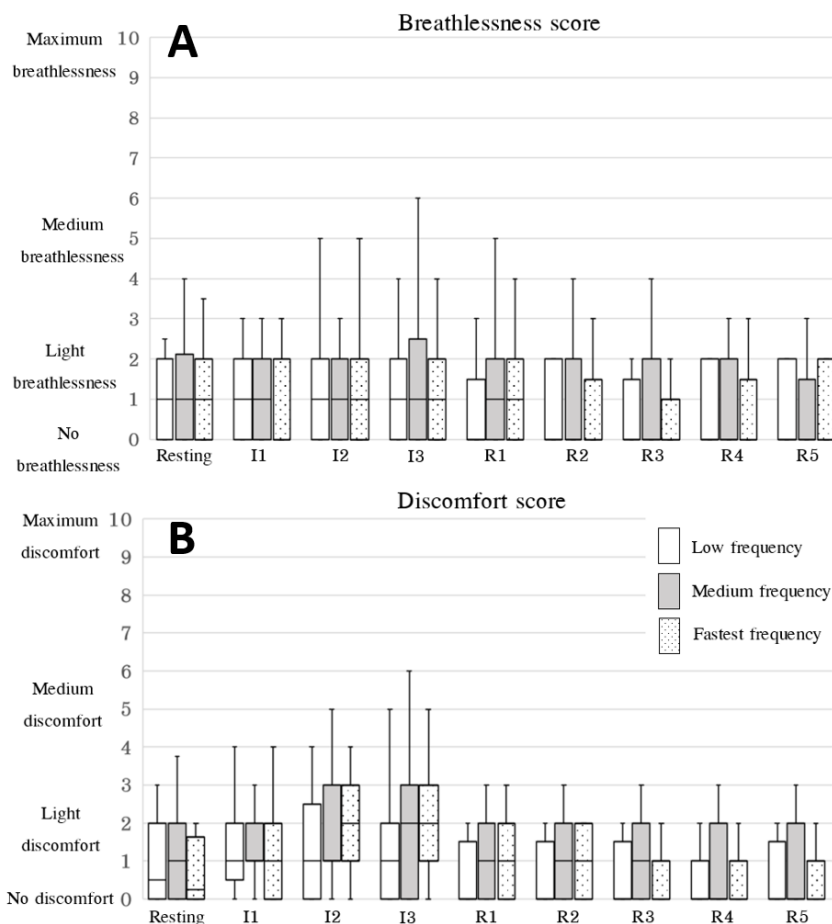 A
Breathlessness score
Maximum
breathlessness
10
9
8
7
Medium
breathlessness
6
5
4
3
Light
breathlessness
2
1
No
breathlessness
0
Resting I1 I2 I3 R1 R2 R3 R4 R5
B
Discomfort score
Maximum
discomfort
10
9
8
7
Medium
discomfort
6
5
4
3
Light
discomfort
2
1
No discomfort
0
Low frequency
Medium frequency
Fastest frequency
Resting I1 I2 I3 R1 R2 R3 R4 R5